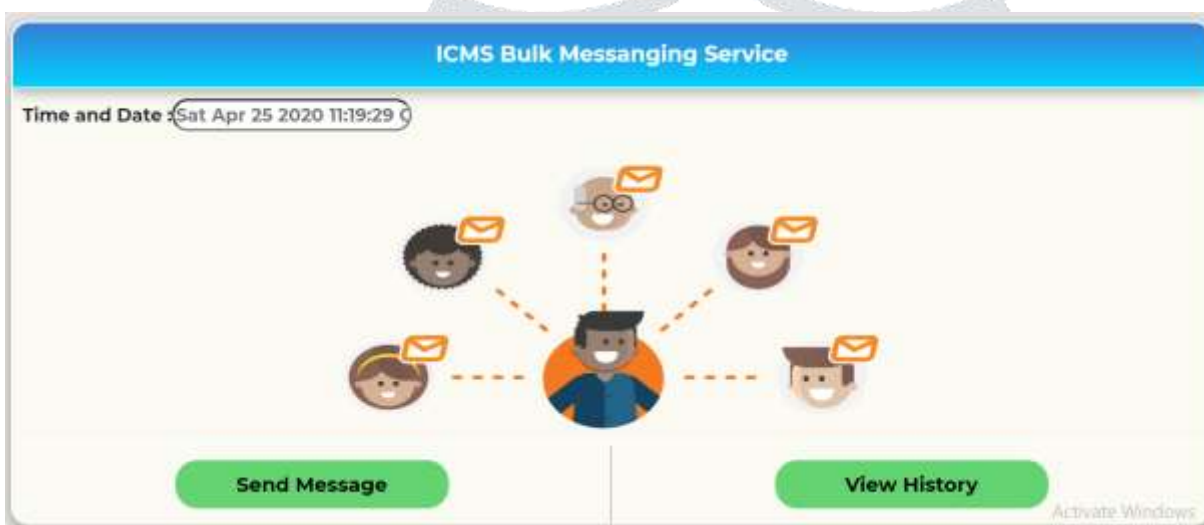 ICMS Bulk Messanging Service
Time and Date : Sat Apr 25 2020 11:19:29
Send Message
View History
Activate Windows